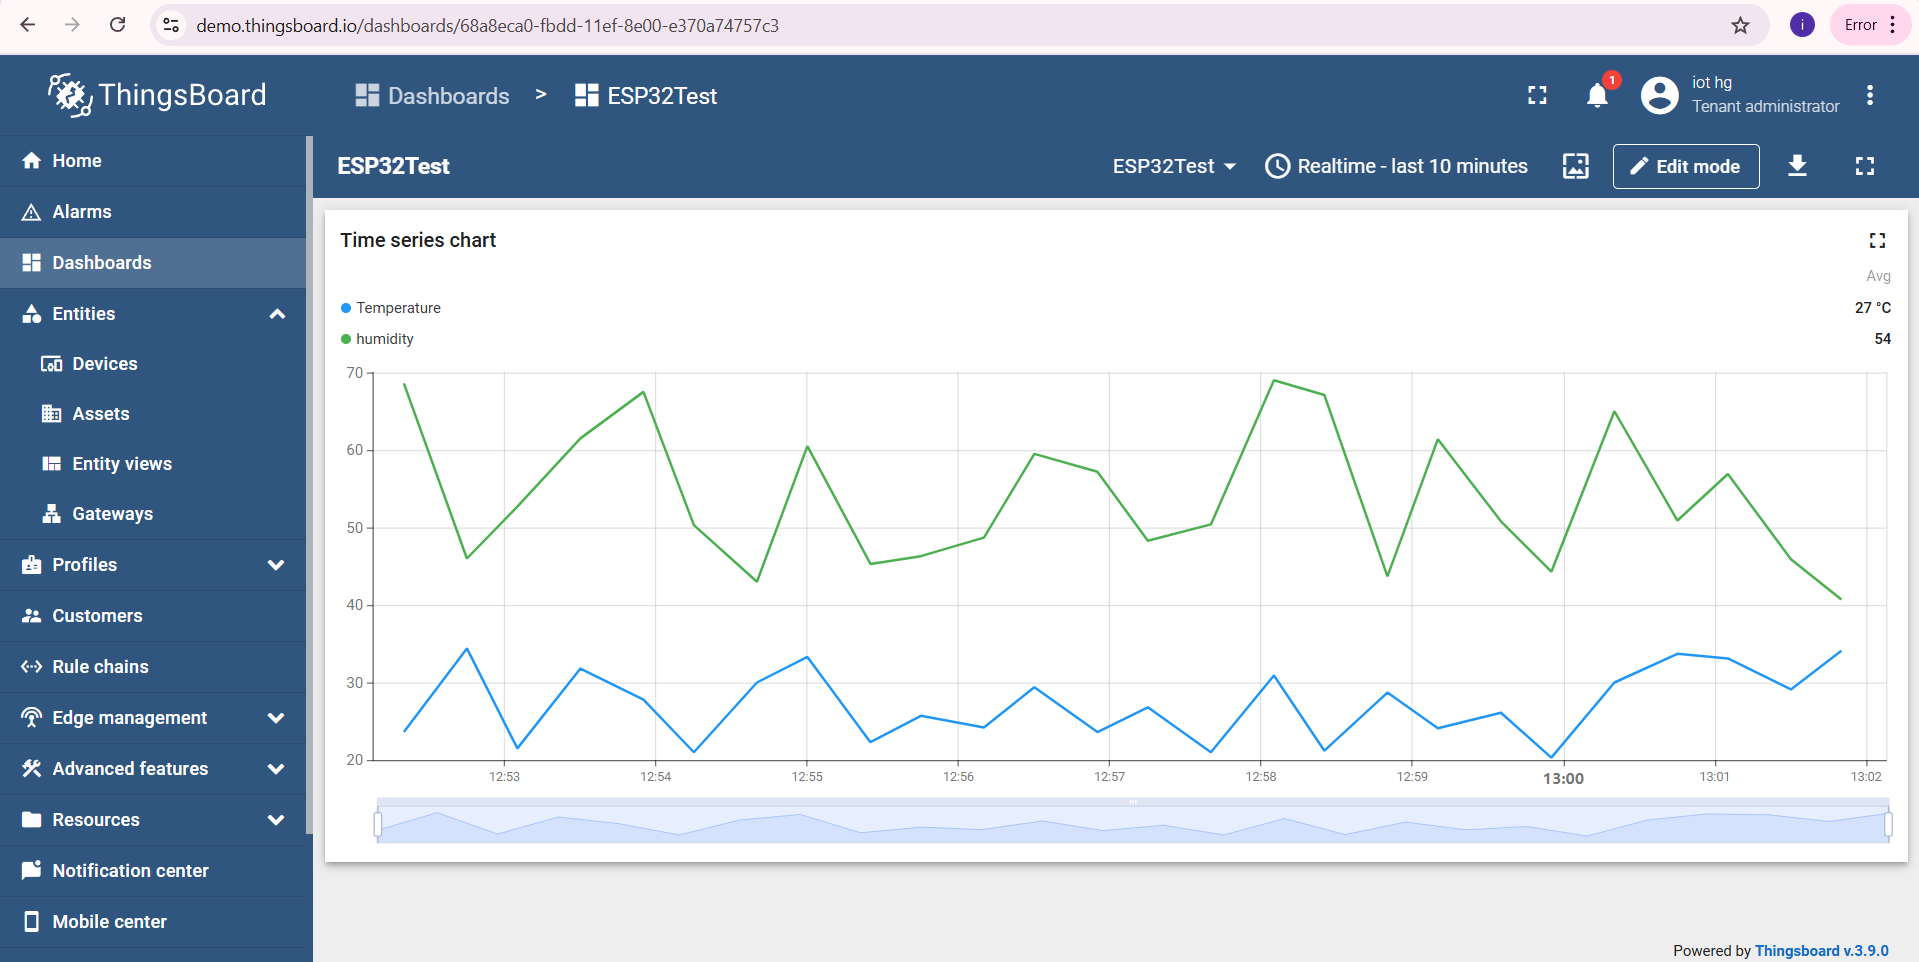 demo.thingsboard.io/dashboards/68a8eca0-fbdd-11ef-8e00-e370a74757c3
i
Error
ThingsBoard
Dashboards > ESP32Test
1
iot hg
Tenant administrator
Home
Alarms
Dashboards
Entities
Devices
Assets
Entity views
Gateways
Profiles
Customers
Rule chains
Edge management
Advanced features
Resources
Notification center
Mobile center
ESP32Test
ESP32Test
Realtime - last 10 minutes
Edit mode
Time series chart
Avg
Temperature 27 °C
humidity 54
70
60
50
40
30
20
12:53 12:54 12:55 12:56 12:57 12:58 12:59 13:00 13:01 13:02
Powered by Thingsboard v.3.9.0